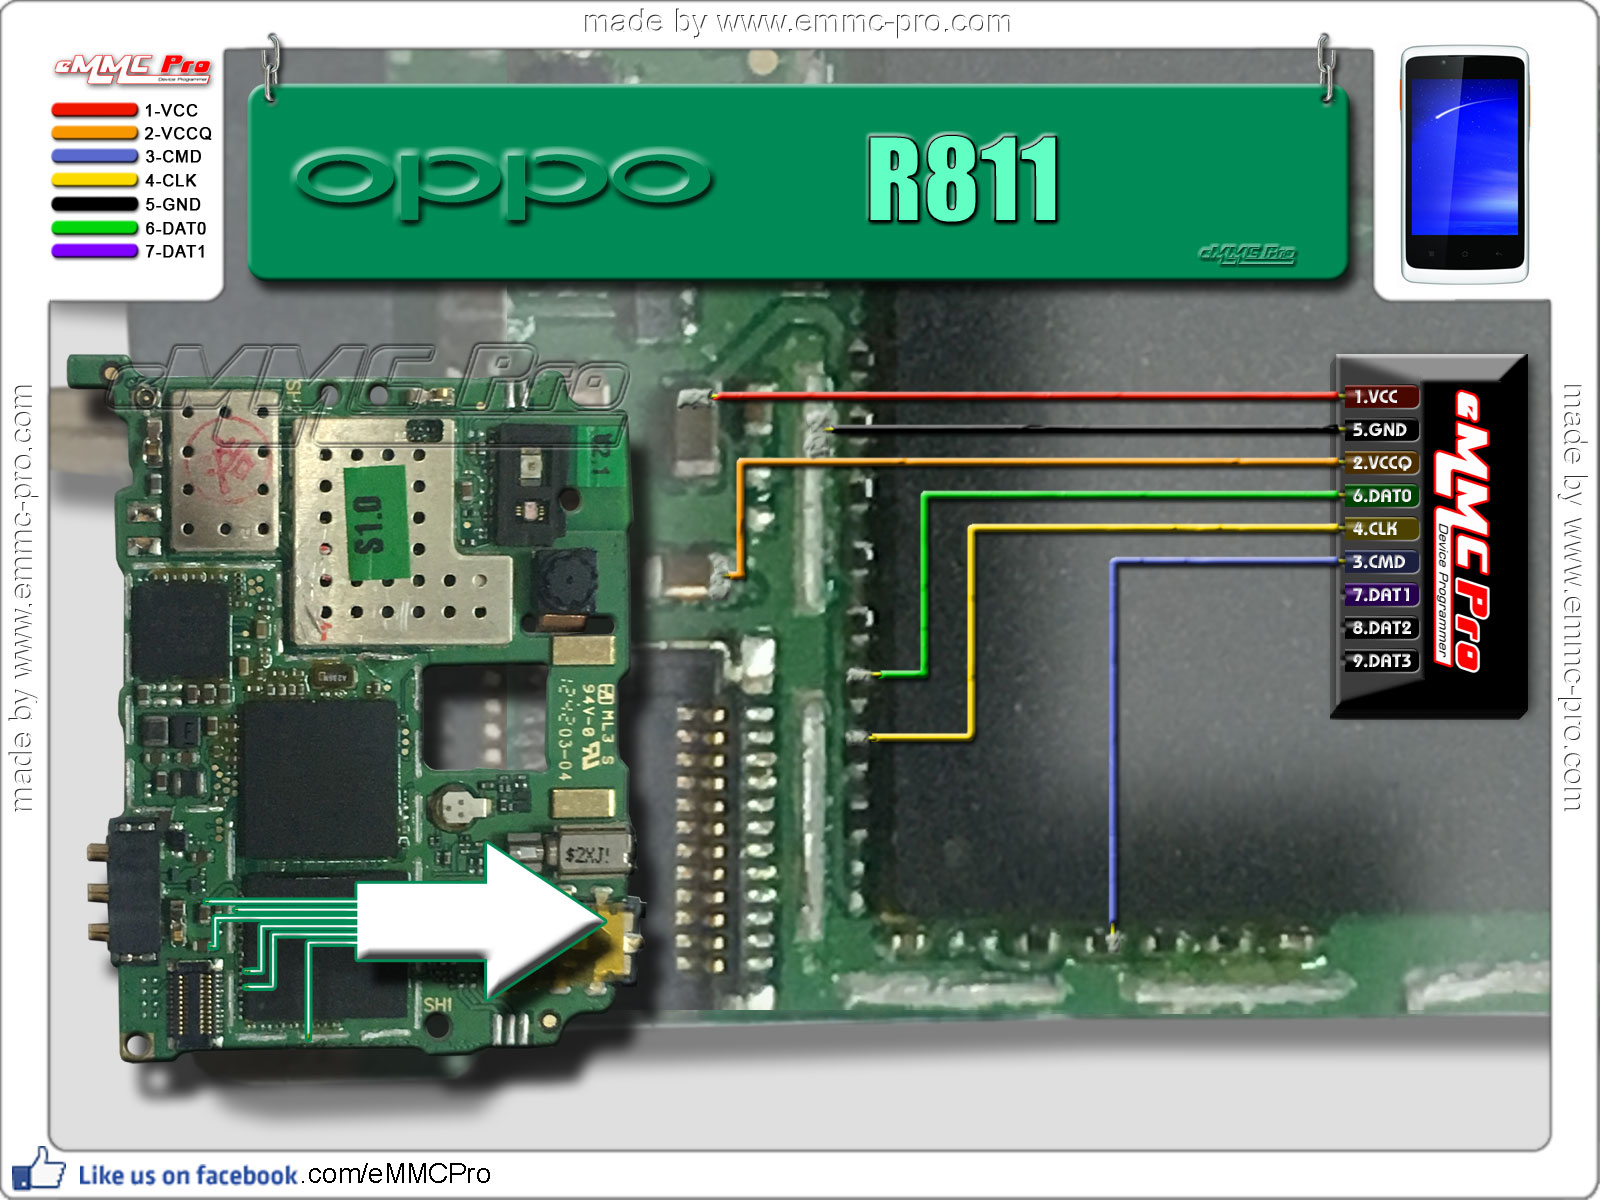 made by www.emmc-pro.com
eMMC Pro
Device Programmer
1-VCC
2-VCCQ
3-CMD
4-CLK
5-GND
6-DAT0
7-DAT1
oppo
R811
eMMC Pro
eMMC Pro
S1.0
12.1
ML3 S
94V-0
1242 03-04
$2XJ!
SH1
1.VCC
5.GND
2.VCCQ
6.DAT0
4.CLK
3.CMD
7.DAT1
8.DAT2
9.DAT3
eMMC Pro
Device Programmer
made by www.emmc-pro.com
made by www.emmc-pro.com
Like us on facebook.com/eMMCPro